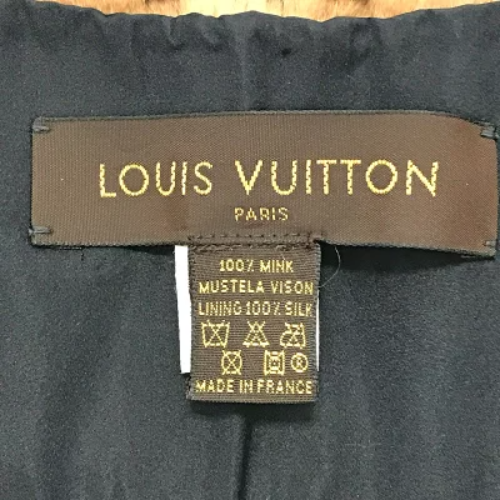 LOUIS VUITTON
PARIS
100% MINK
MUSTELA VISON
LINING 100% SILK
®
MADE IN FRANCE